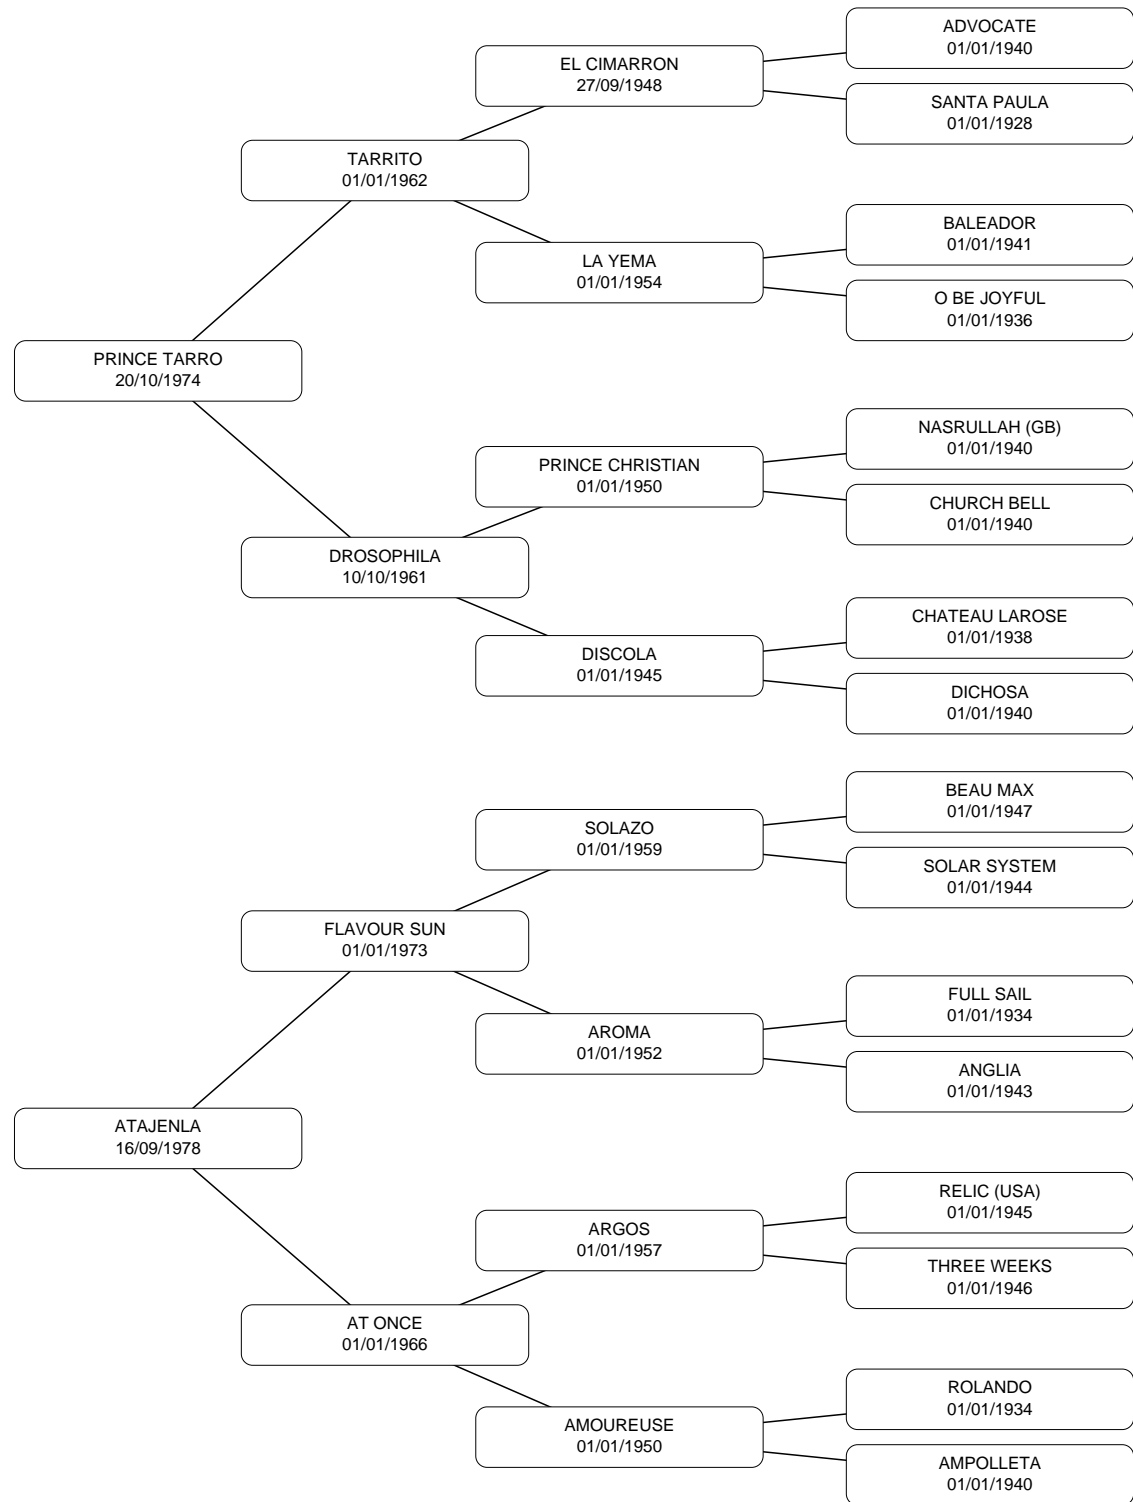 ADVOCATE
01/01/1940
EL CIMARRON
27/09/1948
SANTA PAULA
01/01/1928
TARRITO
01/01/1962
BALEADOR
01/01/1941
LA YEMA
01/01/1954
O BE JOYFUL
01/01/1936
PRINCE TARRO
20/10/1974
NASRULLAH (GB)
01/01/1940
PRINCE CHRISTIAN
01/01/1950
CHURCH BELL
01/01/1940
DROSOPHILA
10/10/1961
CHATEAU LAROSE
01/01/1938
DISCOLA
01/01/1945
DICHOSA
01/01/1940
BEAU MAX
01/01/1947
SOLAZO
01/01/1959
SOLAR SYSTEM
01/01/1944
FLAVOUR SUN
01/01/1973
FULL SAIL
01/01/1934
AROMA
01/01/1952
ANGLIA
01/01/1943
ATAJENLA
16/09/1978
RELIC (USA)
01/01/1945
ARGOS
01/01/1957
THREE WEEKS
01/01/1946
AT ONCE
01/01/1966
ROLANDO
01/01/1934
AMOUREUSE
01/01/1950
AMPOLLETA
01/01/1940